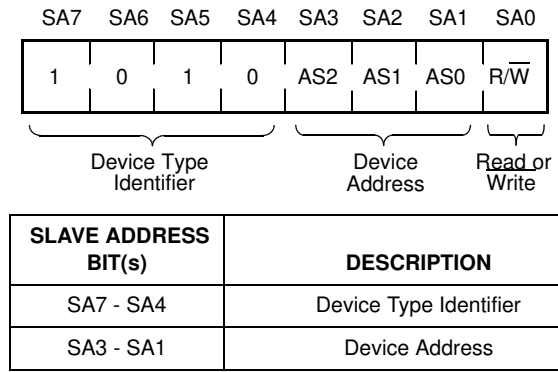 SA7 SA6 SA5 SA4 SA3 SA2 SA1 SA0
1 0 1 0 AS2 AS1 AS0 R/W̅
Device Type Device Read or
Identifier Address Write
SLAVE ADDRESS
BIT(s) DESCRIPTION
SA7 - SA4 Device Type Identifier
SA3 - SA1 Device Address